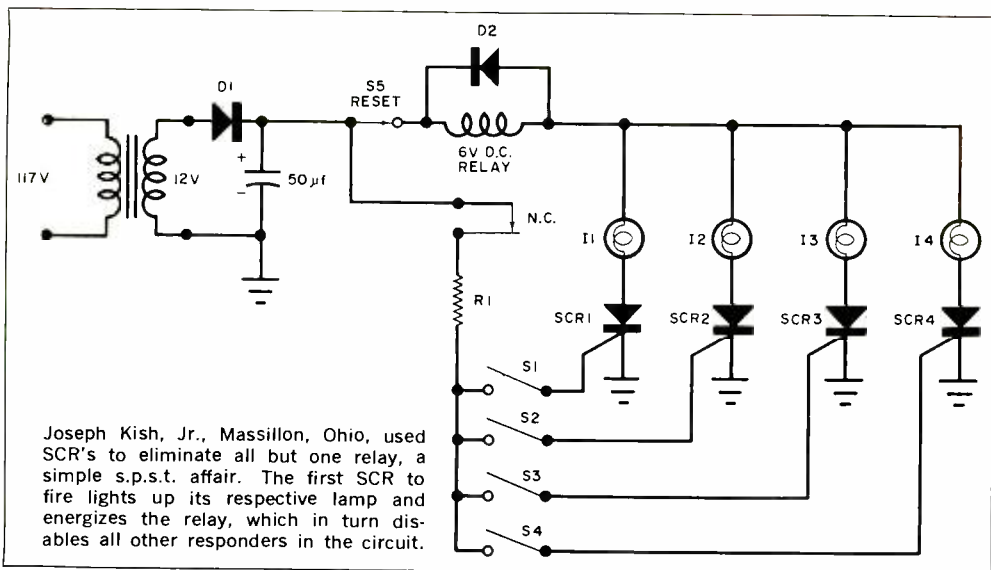 D2
D1
S5
RESET
+
−
117V
12V
50µf
6V D.C.
RELAY
N.C.
I1
I2
I3
I4
R1
SCR1
SCR2
SCR3
SCR4
S1
S2
S3
S4
Joseph Kish, Jr., Massillon, Ohio, used
SCR's to eliminate all but one relay, a
simple s.p.s.t. affair. The first SCR to
fire lights up its respective lamp and
energizes the relay, which in turn dis-
ables all other responders in the circuit.